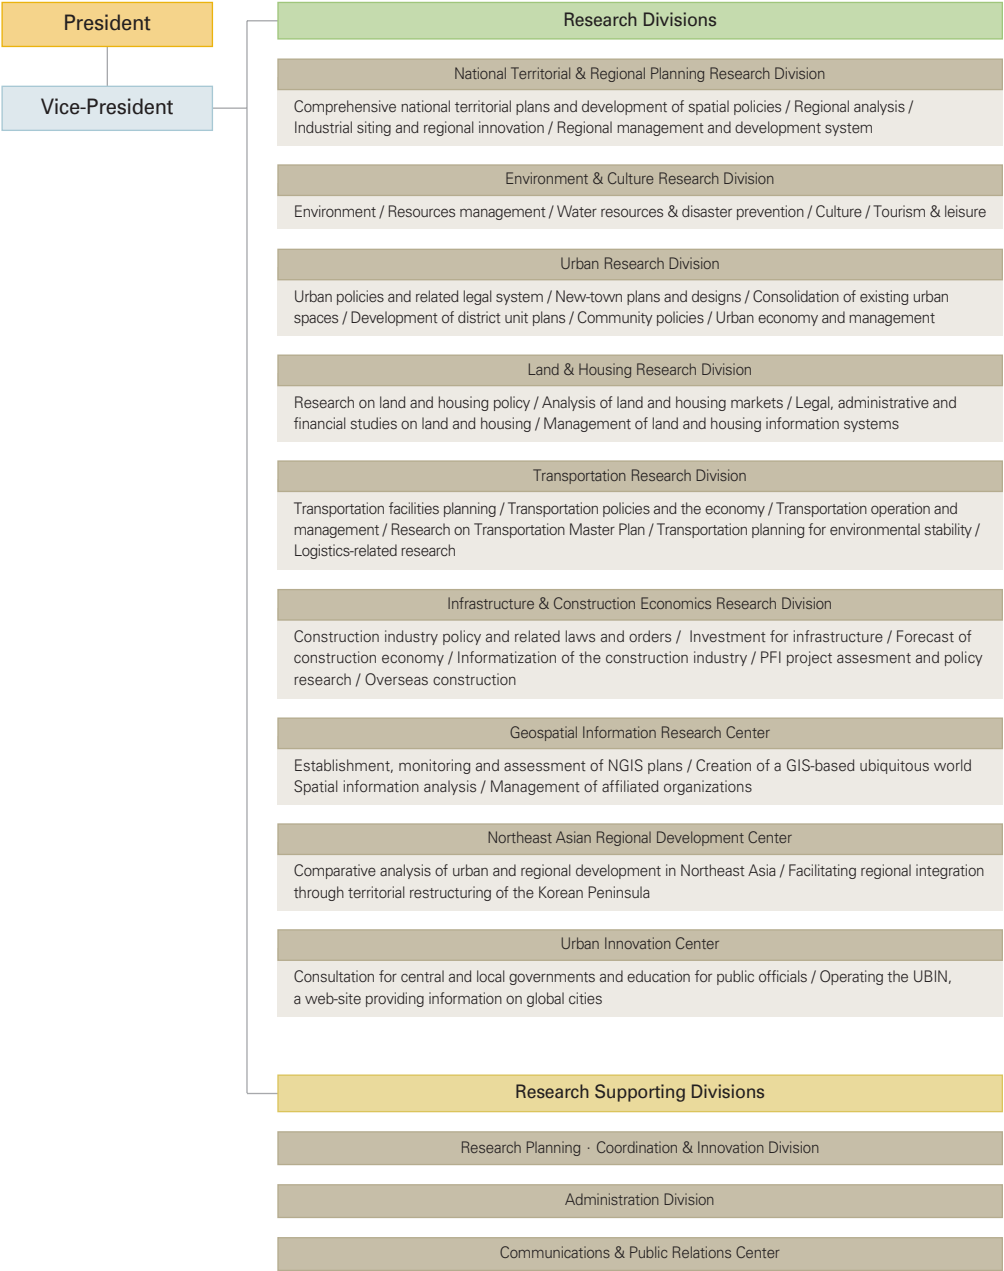 President
Vice-President
Research Divisions
National Territorial & Regional Planning Research Division
Comprehensive national territorial plans and development of spatial policies / Regional analysis /
Industrial siting and regional innovation / Regional management and development system
Environment & Culture Research Division
Environment / Resources management / Water resources & disaster prevention / Culture / Tourism & leisure
Urban Research Division
Urban policies and related legal system / New-town plans and designs / Consolidation of existing urban
spaces / Development of district unit plans / Community policies / Urban economy and management
Land & Housing Research Division
Research on land and housing policy / Analysis of land and housing markets / Legal, administrative and
financial studies on land and housing / Management of land and housing information systems
Transportation Research Division
Transportation facilities planning / Transportation policies and the economy / Transportation operation and
management / Research on Transportation Master Plan / Transportation planning for environmental stability /
Logistics-related research
Infrastructure & Construction Economics Research Division
Construction industry policy and related laws and orders / Investment for infrastructure / Forecast of
construction economy / Informatization of the construction industry / PFI project assesment and policy
research / Overseas construction
Geospatial Information Research Center
Establishment, monitoring and assessment of NGIS plans / Creation of a GIS-based ubiquitous world
Spatial information analysis / Management of affiliated organizations
Northeast Asian Regional Development Center
Comparative analysis of urban and regional development in Northeast Asia / Facilitating regional integration
through territorial restructuring of the Korean Peninsula
Urban Innovation Center
Consultation for central and local governments and education for public officials / Operating the UBIN,
a web-site providing information on global cities
Research Supporting Divisions
Research Planning · Coordination & Innovation Division
Administration Division
Communications & Public Relations Center